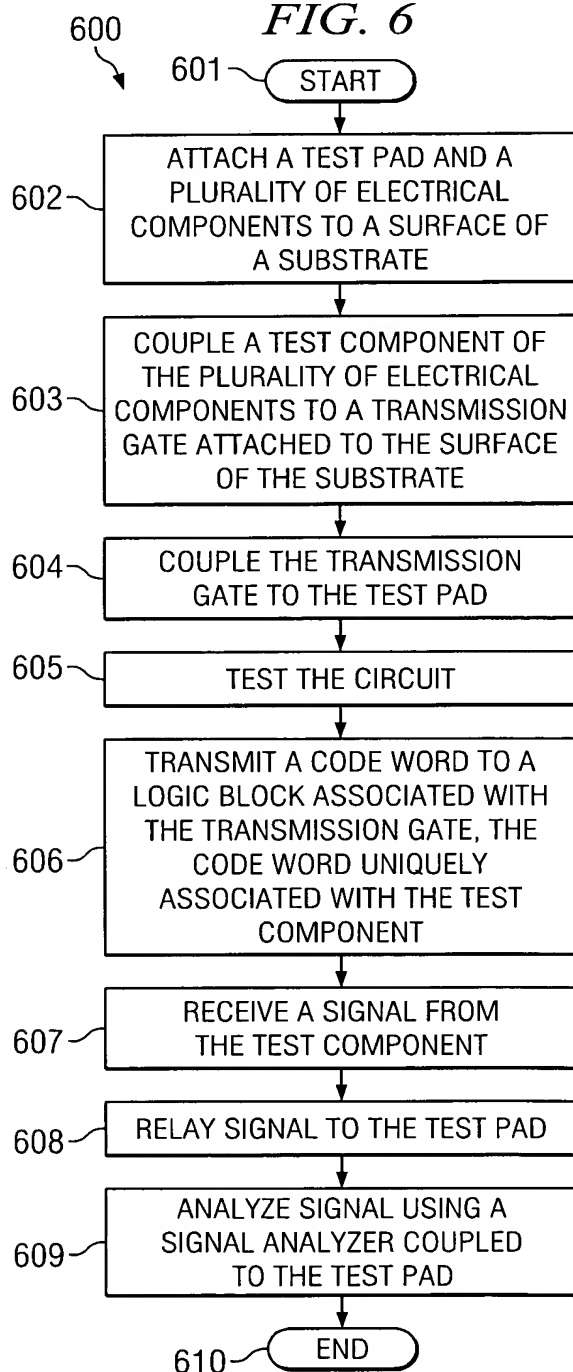 FIG. 6
600
601
START
602
ATTACH A TEST PAD AND A
PLURALITY OF ELECTRICAL
COMPONENTS TO A SURFACE OF
A SUBSTRATE
603
COUPLE A TEST COMPONENT OF
THE PLURALITY OF ELECTRICAL
COMPONENTS TO A TRANSMISSION
GATE ATTACHED TO THE SURFACE
OF THE SUBSTRATE
604
COUPLE THE TRANSMISSION
GATE TO THE TEST PAD
605
TEST THE CIRCUIT
606
TRANSMIT A CODE WORD TO A
LOGIC BLOCK ASSOCIATED WITH
THE TRANSMISSION GATE, THE
CODE WORD UNIQUELY
ASSOCIATED WITH THE TEST
COMPONENT
607
RECEIVE A SIGNAL FROM
THE TEST COMPONENT
608
RELAY SIGNAL TO THE TEST PAD
609
ANALYZE SIGNAL USING A
SIGNAL ANALYZER COUPLED
TO THE TEST PAD
610
END